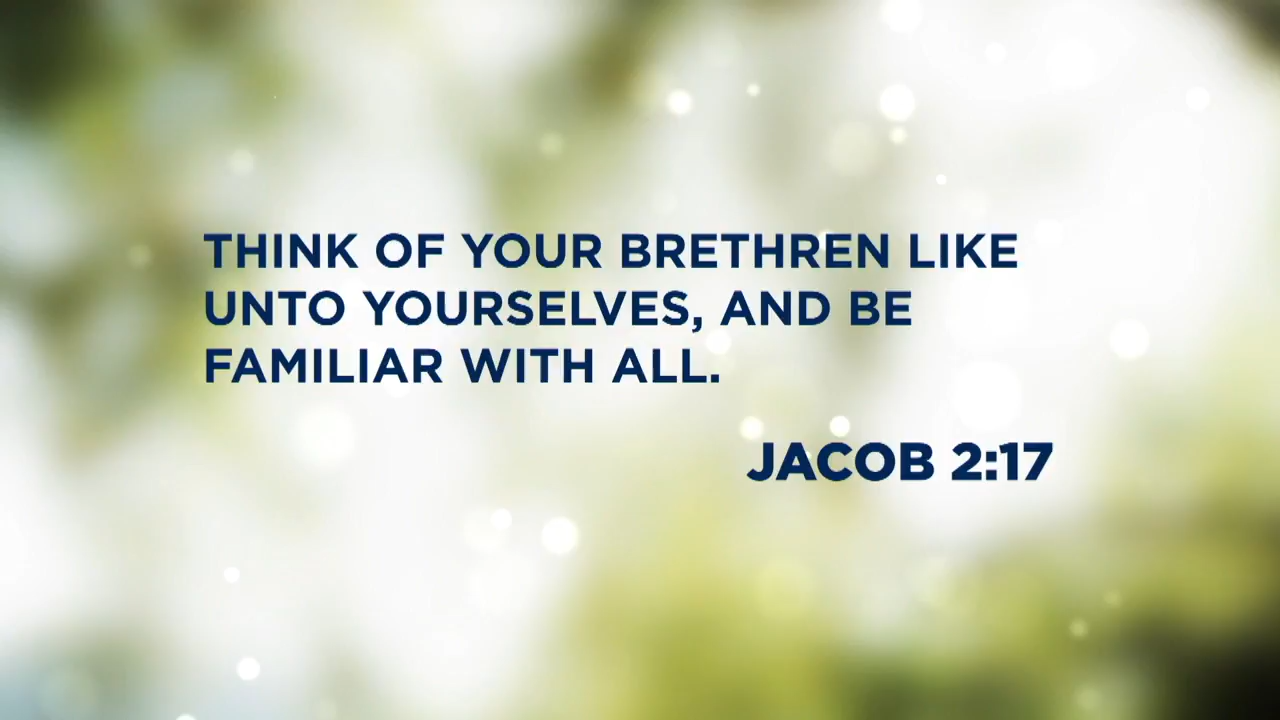 THINK OF YOUR BRETHREN LIKE
UNTO YOURSELVES, AND BE
FAMILIAR WITH ALL.
JACOB 2:17